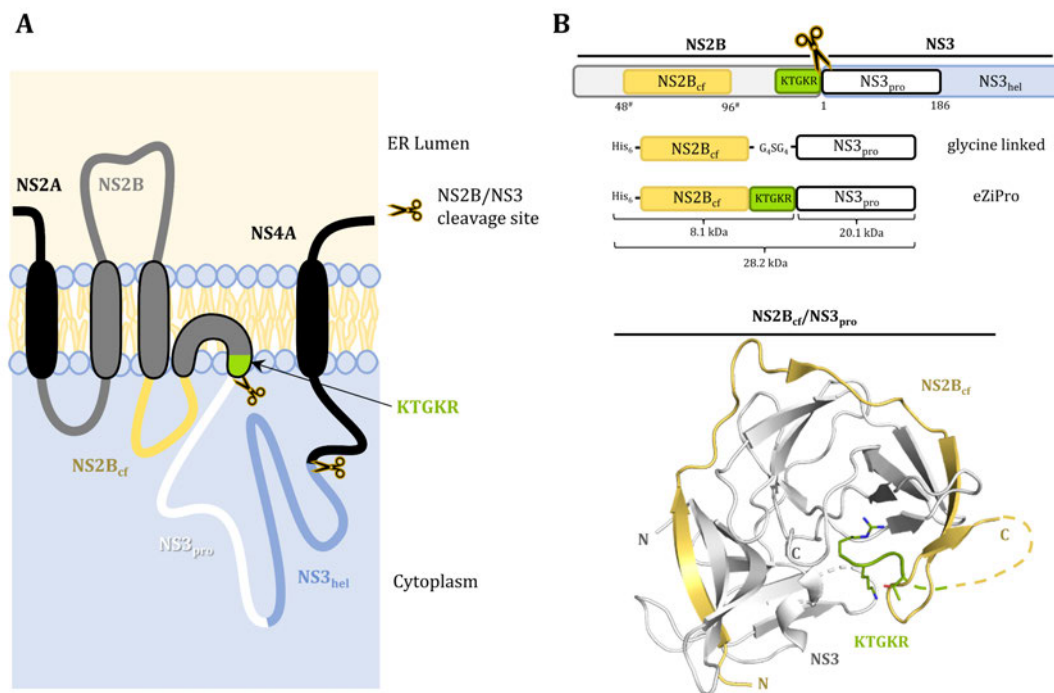 A
ER Lumen
NS2A
NS2B
NS2B/NS3
cleavage site
NS4A
KTGKR
NS2Bcf
NS3pro
NS3hel
Cytoplasm
B
NS2B NS3
NS2Bcf KTGKR NS3pro NS3hel
48# 96# 1 186
His6 NS2Bcf G4SG4 NS3pro glycine linked
His6 NS2Bcf KTGKR NS3pro eZiPro
8.1 kDa 20.1 kDa
28.2 kDa
NS2Bcf/NS3pro
NS2Bcf
N
C
C
KTGKR
NS3
N